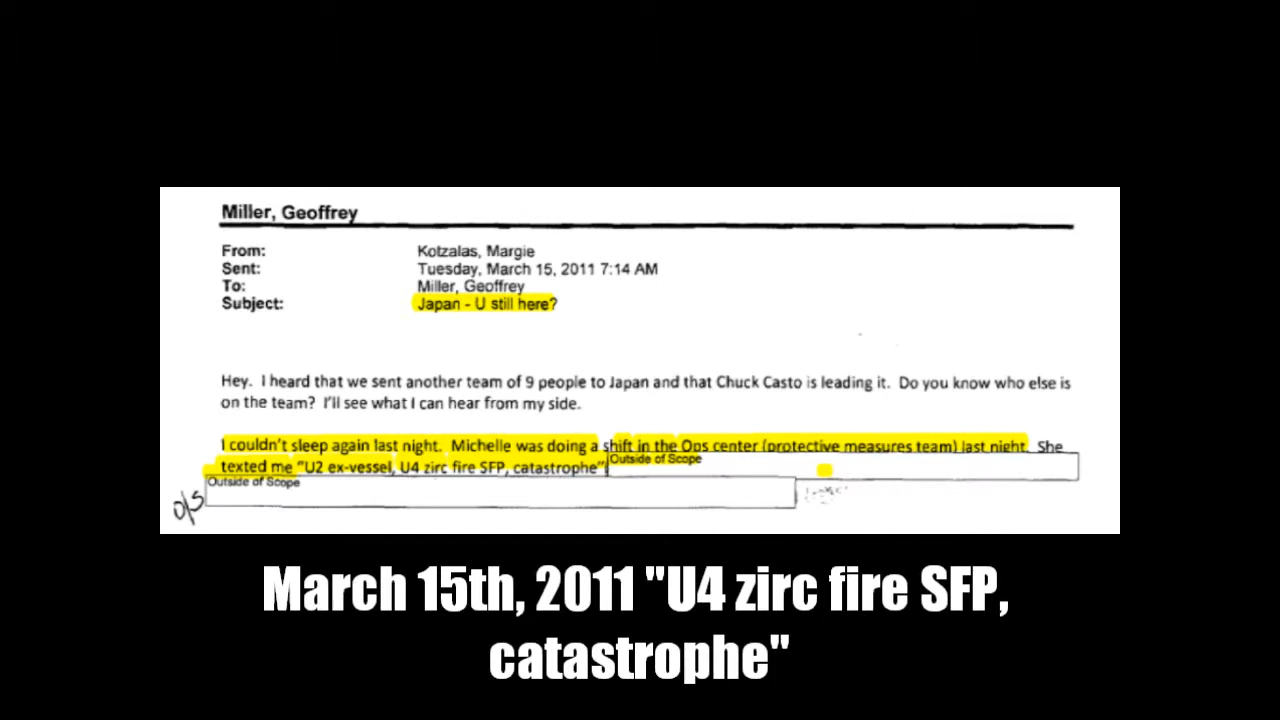 Miller, Geoffrey
From: Kotzalas, Margie
Sent: Tuesday, March 15, 2011 7:14 AM
To: Miller, Geoffrey
Subject: Japan - U still here?
Hey. I heard that we sent another team of 9 people to Japan and that Chuck Casto is leading it. Do you know who else is
on the team? I'll see what I can hear from my side.
I couldn't sleep again last night. Michelle was doing a shift in the Ops center (protective measures team) last night. She
texted me "U2 ex-vessel, U4 zirc fire SFP, catastrophe" Outside of Scope
Outside of Scope
o/s
March 15th, 2011 "U4 zirc fire SFP,
catastrophe"